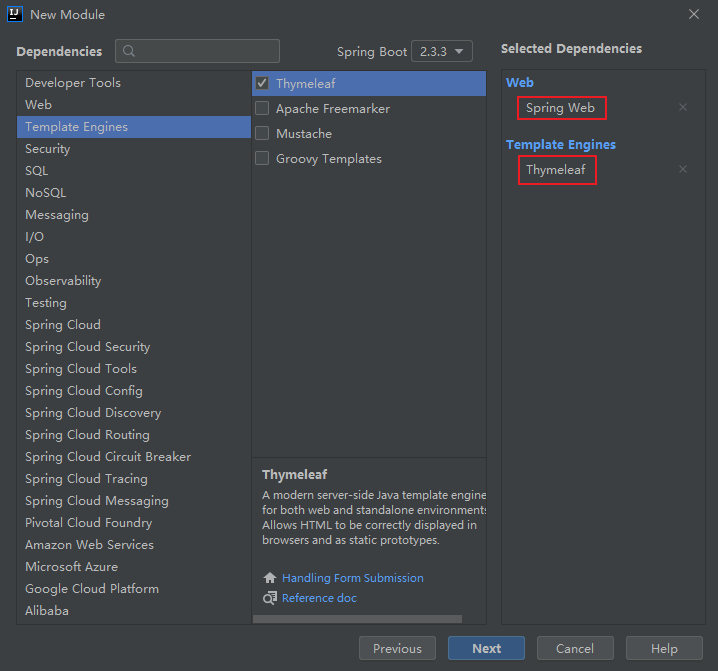 New Module
Dependencies
Spring Boot 2.3.3
Selected Dependencies
Developer Tools
Web
Template Engines
Security
SQL
NoSQL
Messaging
I/O
Ops
Observability
Testing
Spring Cloud
Spring Cloud Security
Spring Cloud Tools
Spring Cloud Config
Spring Cloud Discovery
Spring Cloud Routing
Spring Cloud Circuit Breaker
Spring Cloud Tracing
Spring Cloud Messaging
Pivotal Cloud Foundry
Amazon Web Services
Microsoft Azure
Google Cloud Platform
Alibaba
Thymeleaf
Apache Freemarker
Mustache
Groovy Templates
Thymeleaf
A modern server-side Java template engine
for both web and standalone environments
Allows HTML to be correctly displayed in
browsers and as static prototypes.
Handling Form Submission
Reference doc
Web
Spring Web
Template Engines
Thymeleaf
Previous
Next
Cancel
Help